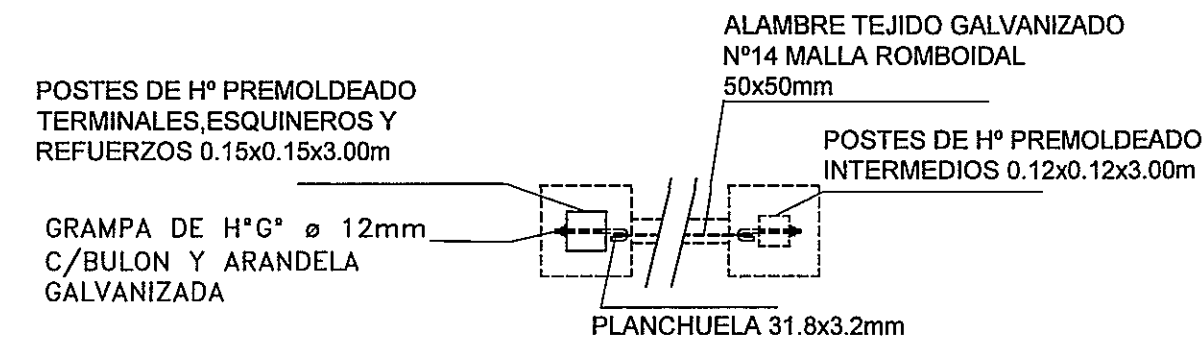 ALAMBRE TEJIDO GALVANIZADO
Nº14 MALLA ROMBOIDAL
50x50mm
POSTES DE Hº PREMOLDEADO
TERMINALES,ESQUINEROS Y
REFUERZOS 0.15x0.15x3.00m
POSTES DE Hº PREMOLDEADO
INTERMEDIOS 0.12x0.12x3.00m
GRAMPA DE HºGº ø 12mm
C/BULON Y ARANDELA
GALVANIZADA
PLANCHUELA 31.8x3.2mm